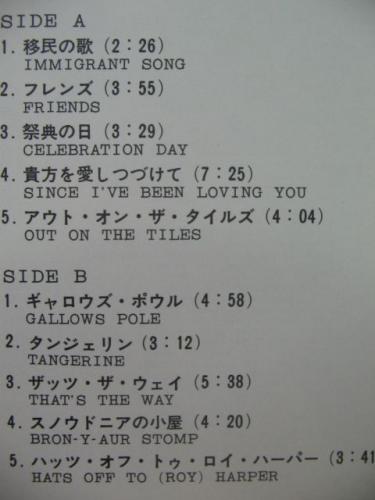 SIDE A
1. 移民の歌 (2：26)
IMMIGRANT SONG
2. フレンズ (3：55)
FRIENDS
3. 祭典の日 (3：29)
CELEBRATION DAY
4. 貴方を愛しつづけて (7：25)
SINCE I'VE BEEN LOVING YOU
5. アウト・オン・ザ・タイルズ (4：04)
OUT ON THE TILES
SIDE B
1. ギャロウズ・ポウル (4：58)
GALLOWS POLE
2. タンジェリン (3：12)
TANGERINE
3. ザッツ・ザ・ウェイ (5：38)
THAT'S THE WAY
4. スノウドニアの小屋 (4：20)
BRON-Y-AUR STOMP
5. ハッツ・オフ・トゥ・ロイ・ハーパー (3：41
HATS OFF TO (ROY) HARPER